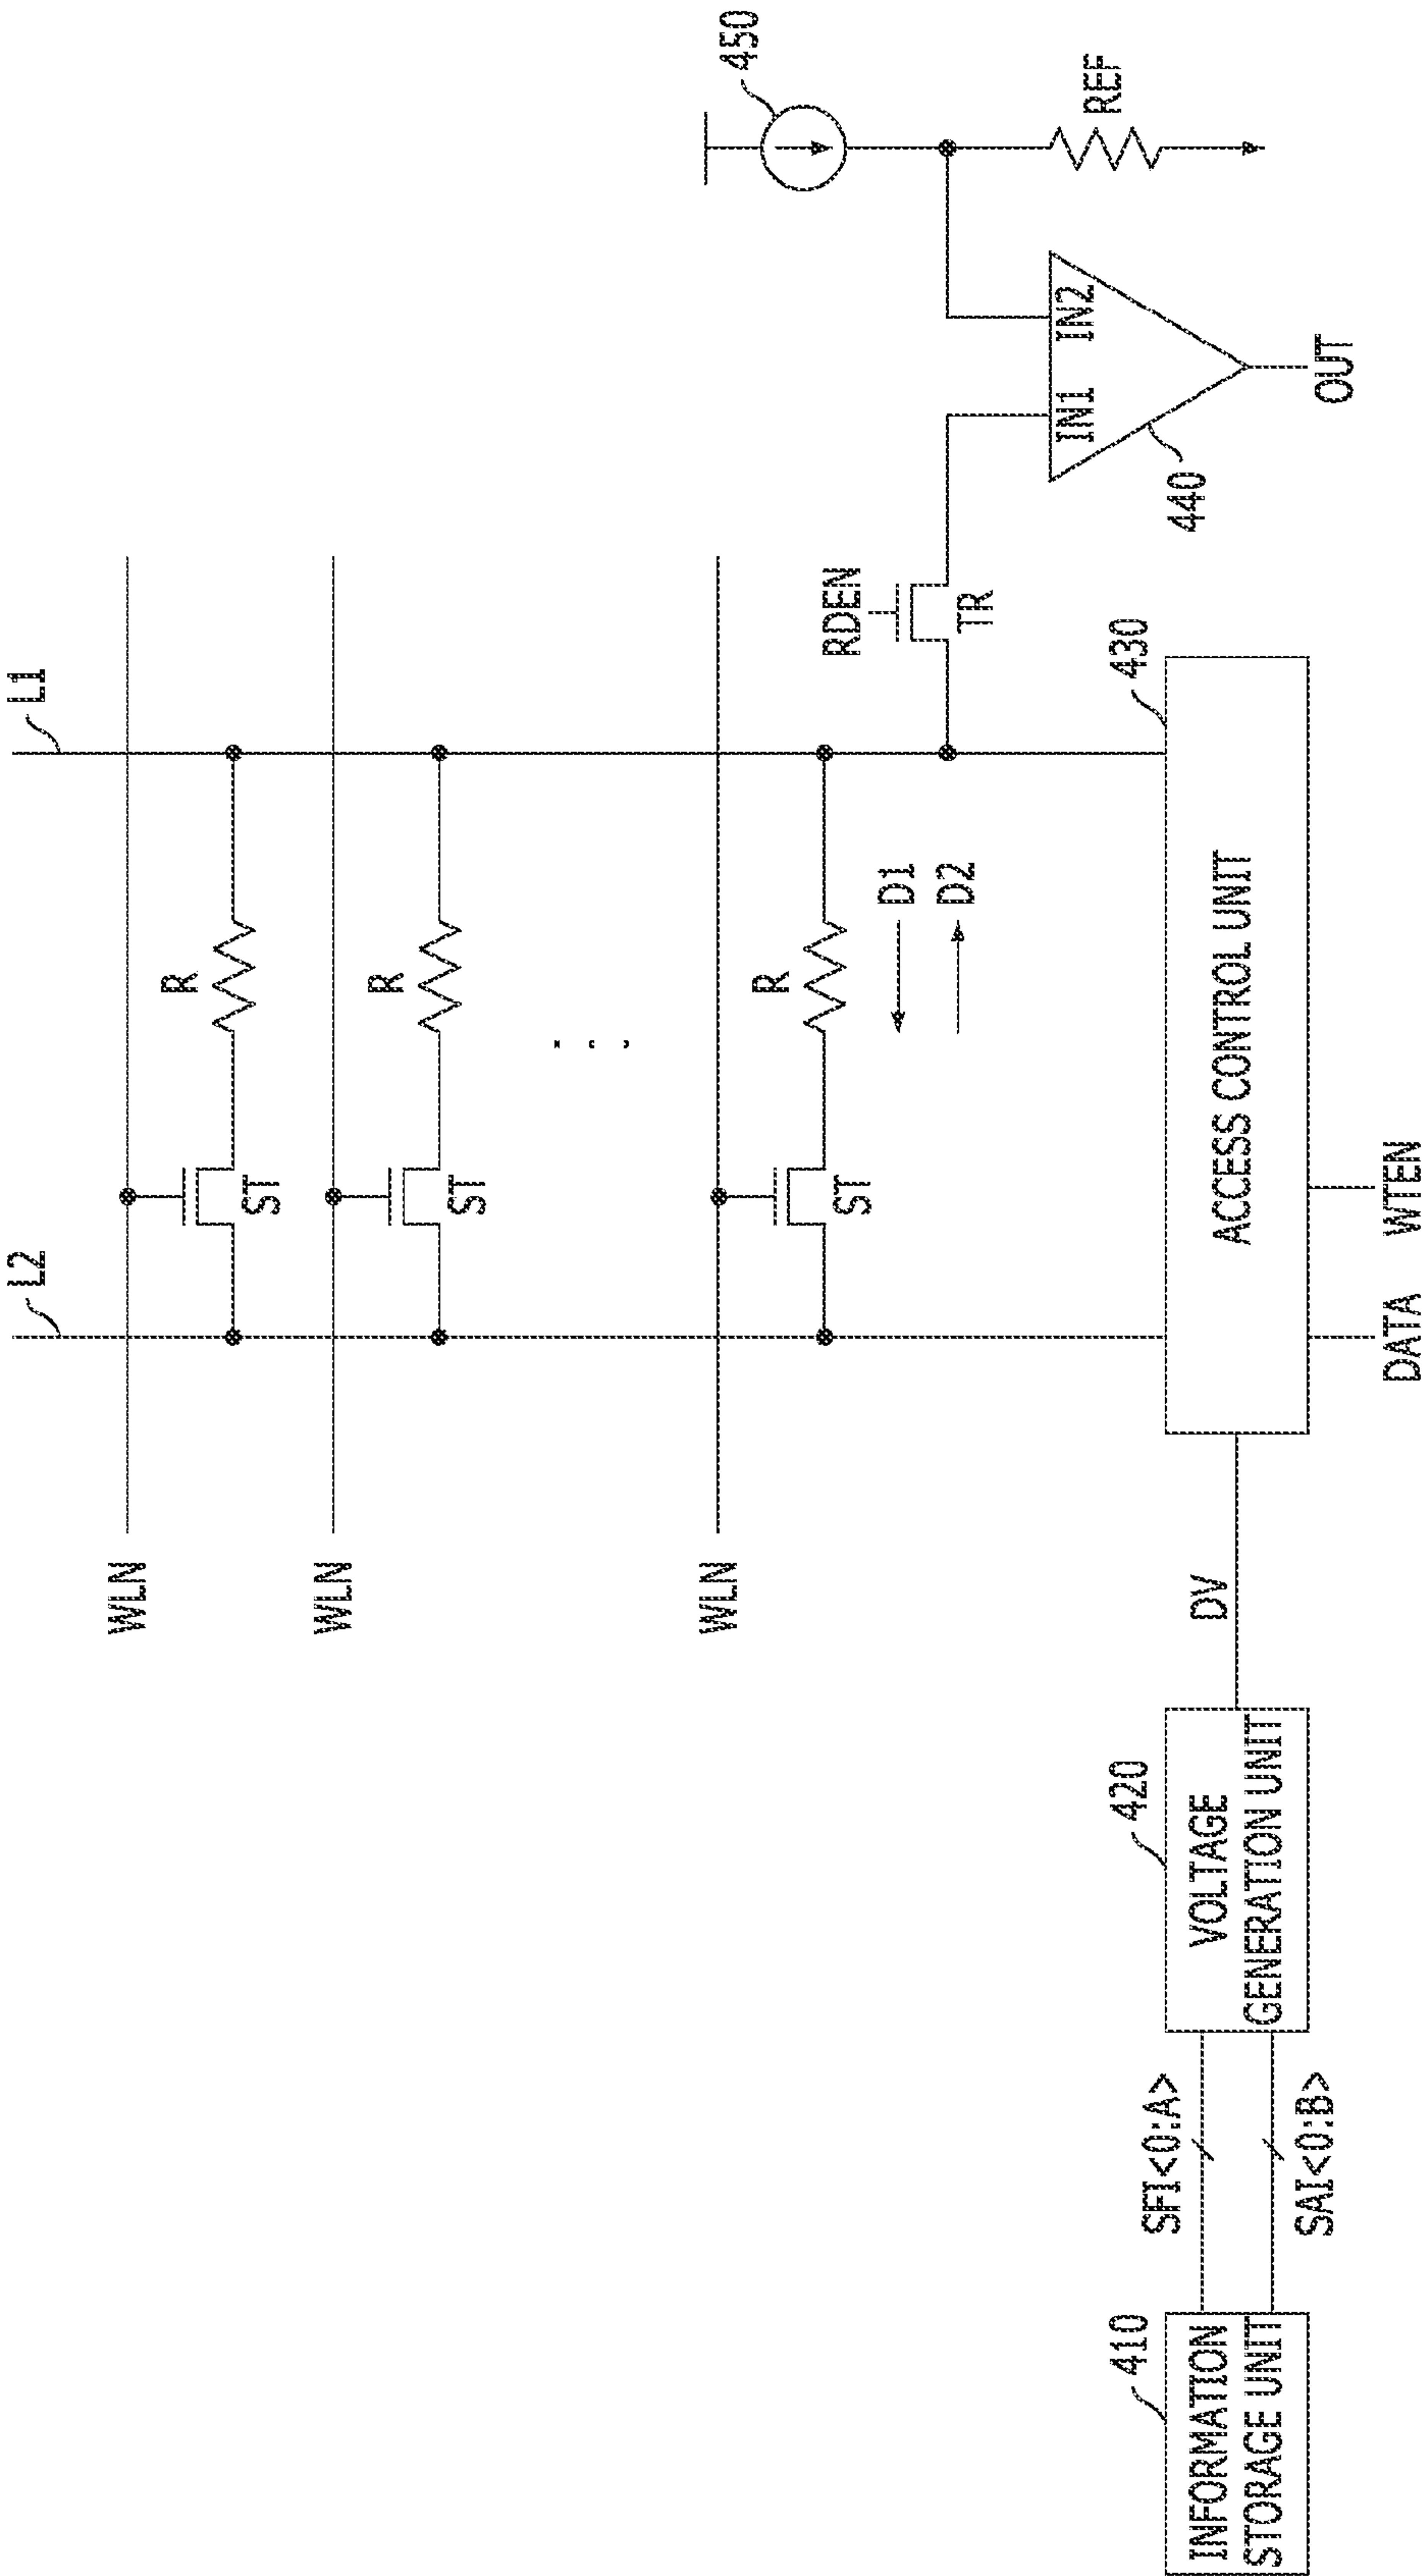 L2
L1
WLN
R
ST
WLN
R
ST
WLN
R
ST
D1
D2
RDEN
TR
450
REF
IN1
IN2
440
OUT
410
INFORMATION
STORAGE UNIT
SFI<0:A>
SAI<0:B>
420
VOLTAGE
GENERATION UNIT
DV
430
ACCESS CONTROL UNIT
DATA
WTEN